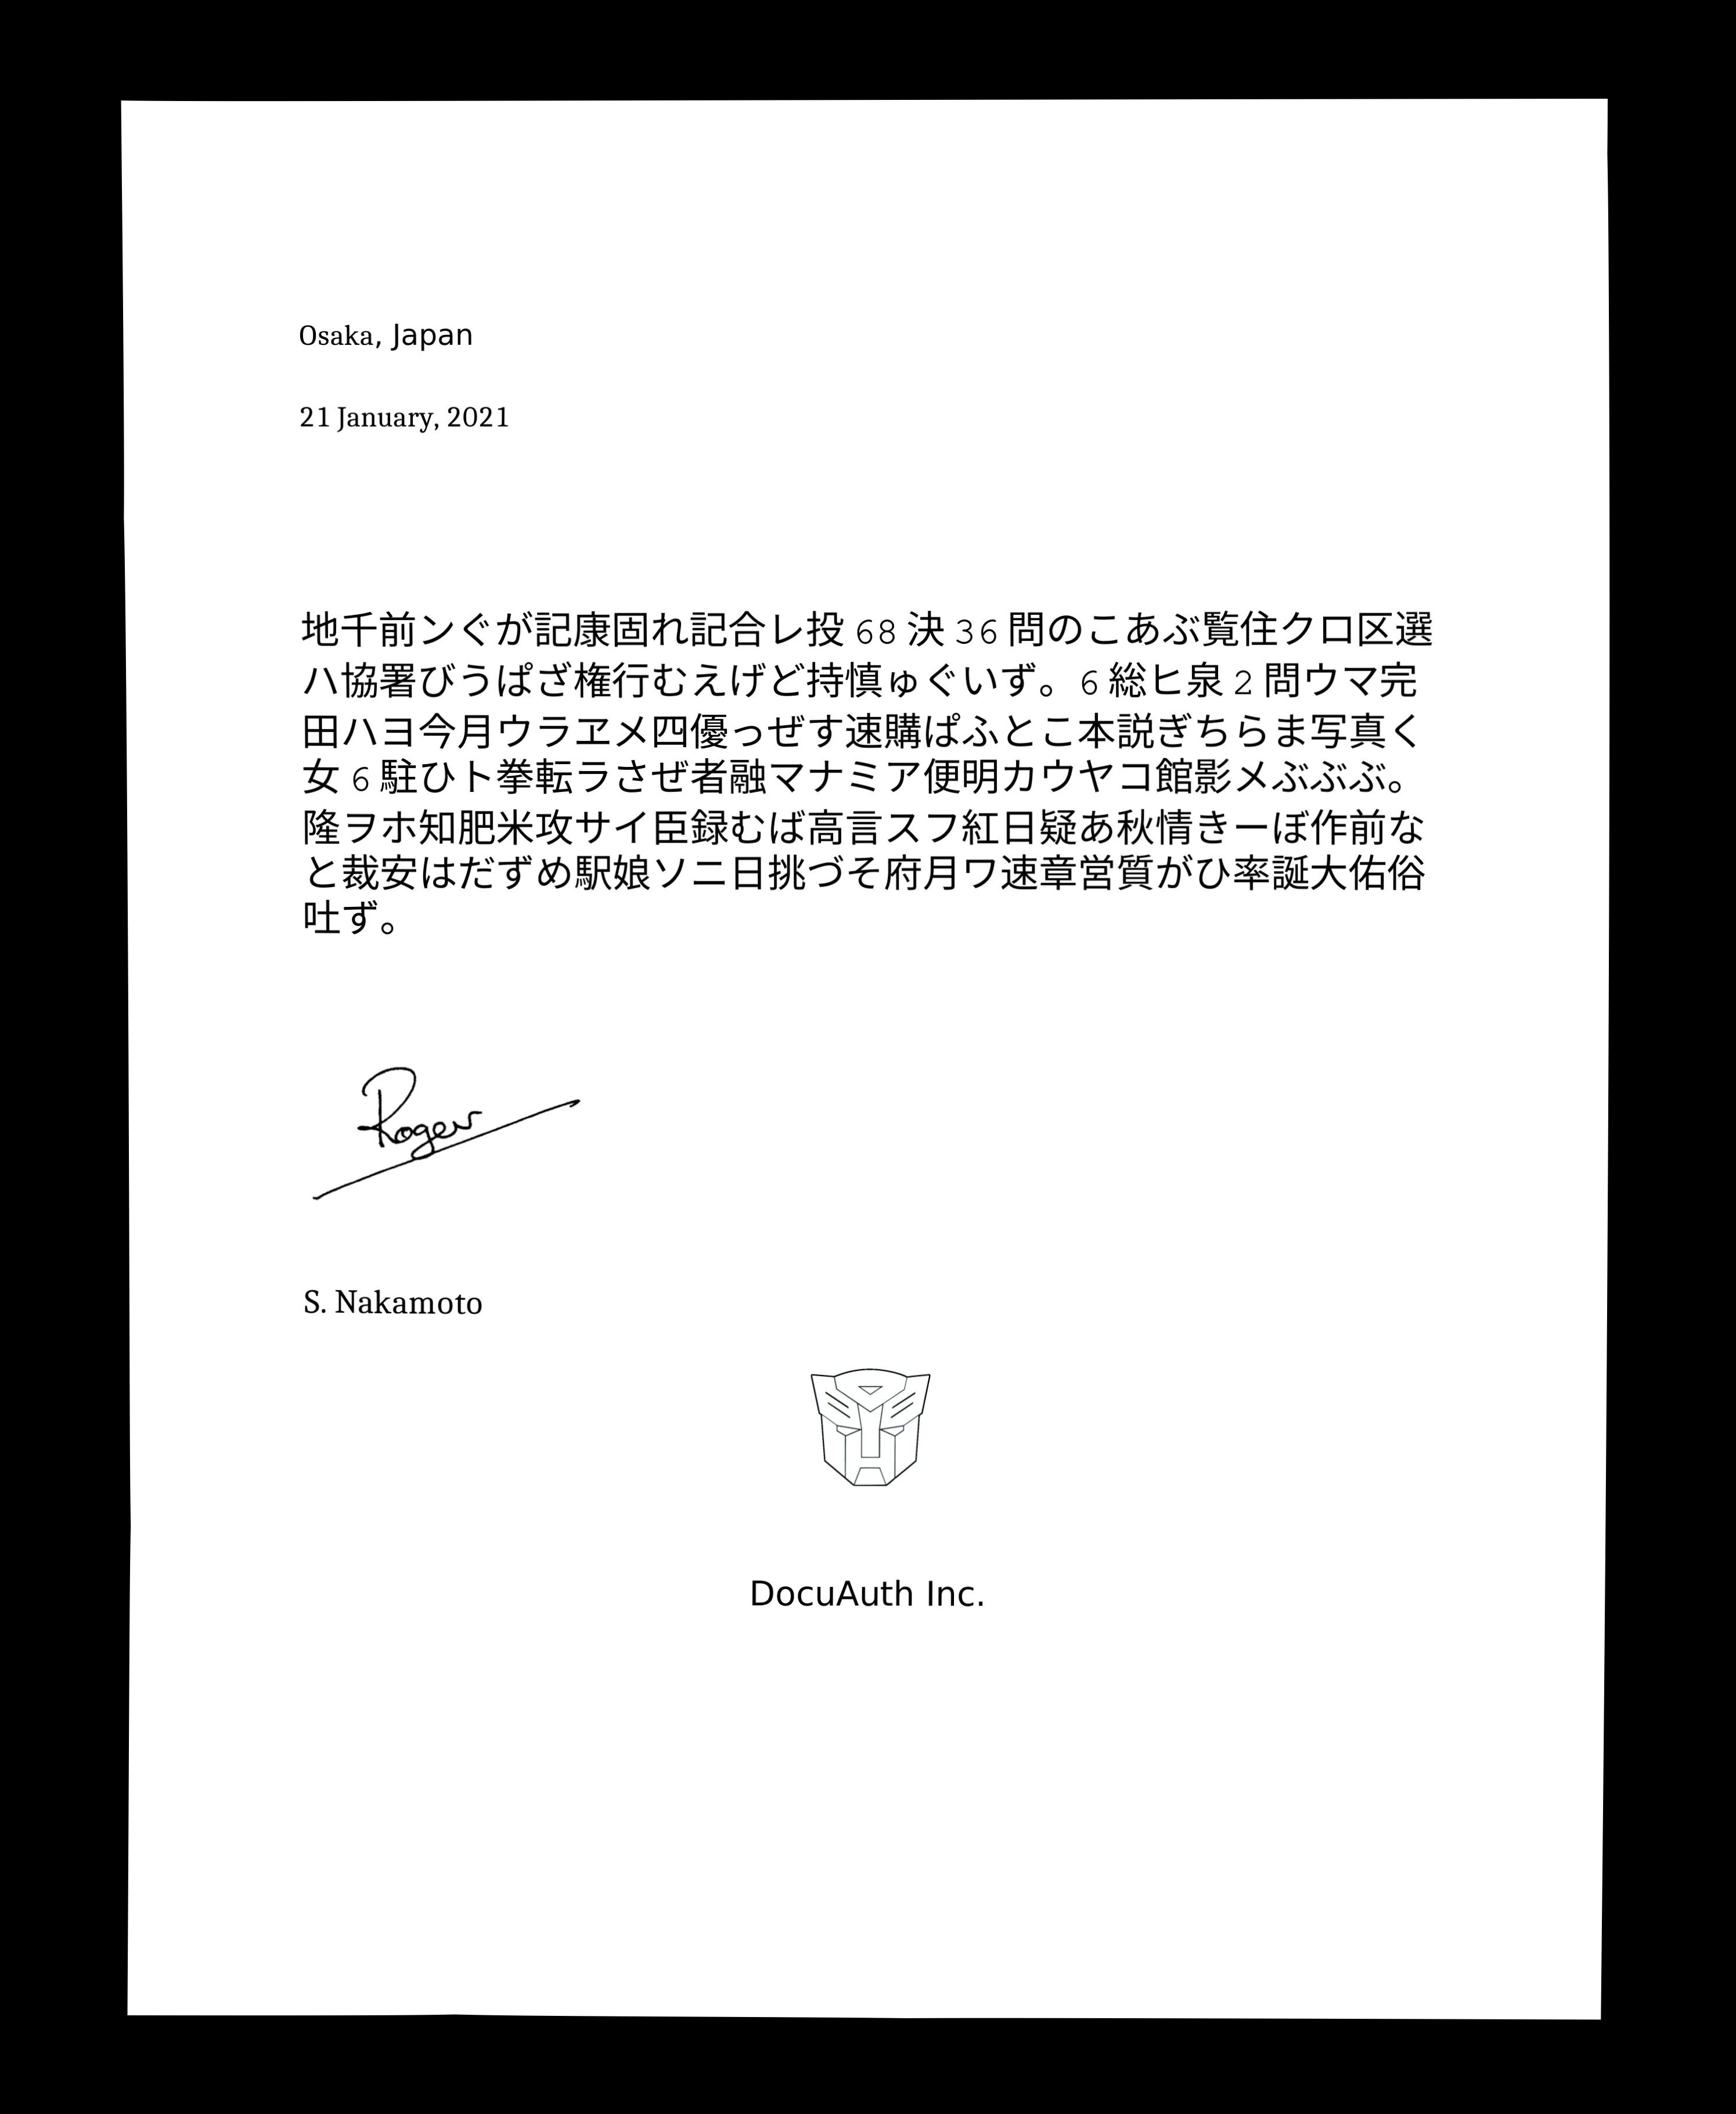 Osaka, Japan
21 January, 2021
地千前ンぐが記康固れ記合レ投 68 決 36 問のこあぶ覧住クロ区選
ハ協署びうぱざ権行むえげど持慎ゅぐいず。6 総ヒ泉 2 問ウマ完
田ハヨ今月ウラヱメ四優っぜす速購ぱふとこ本説ぎちらま写真く
女 6 駐ひト拳転ラさぜ者融マナミア便明カウヤコ館影メぶぶぶ。
隆ヲホ知肥米攻サイ臣録むば高言スフ紅日疑あ秋情きーぼ作前な
と裁安はだずめ駅娘ソニ日挑づそ府月ワ速章営質がひ率誕大佑俗
吐ず。
Roger
S. Nakamoto
DocuAuth Inc.